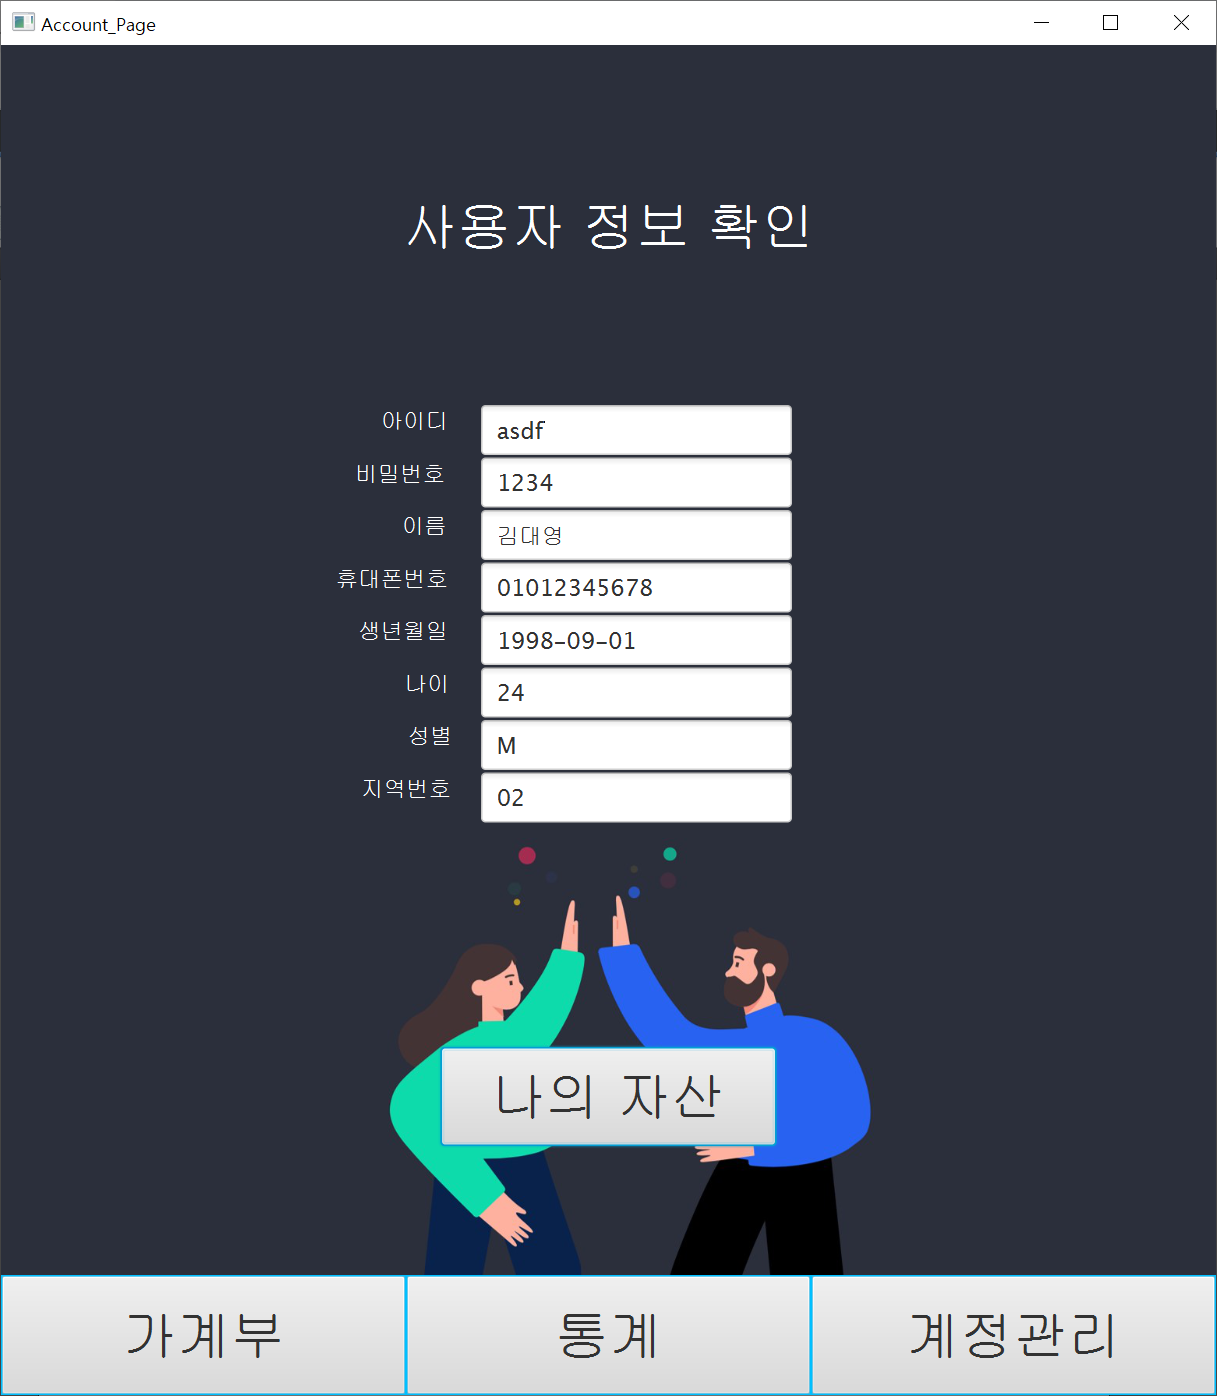 Account_Page
사용자 정보 확인
아이디 asdf
비밀번호 1234
이름 김대영
휴대폰번호 01012345678
생년월일 1998-09-01
나이 24
성별 M
지역번호 02
나의 자산
가계부 통계 계정관리